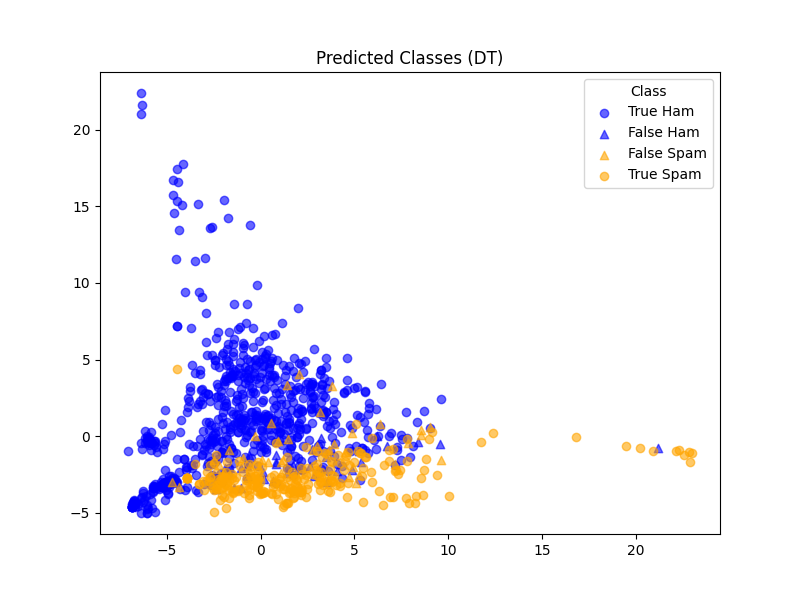 Predicted Classes (DT)
Class
True Ham
False Ham
False Spam
True Spam
20
15
10
5
0
−5
−5
0
5
10
15
20